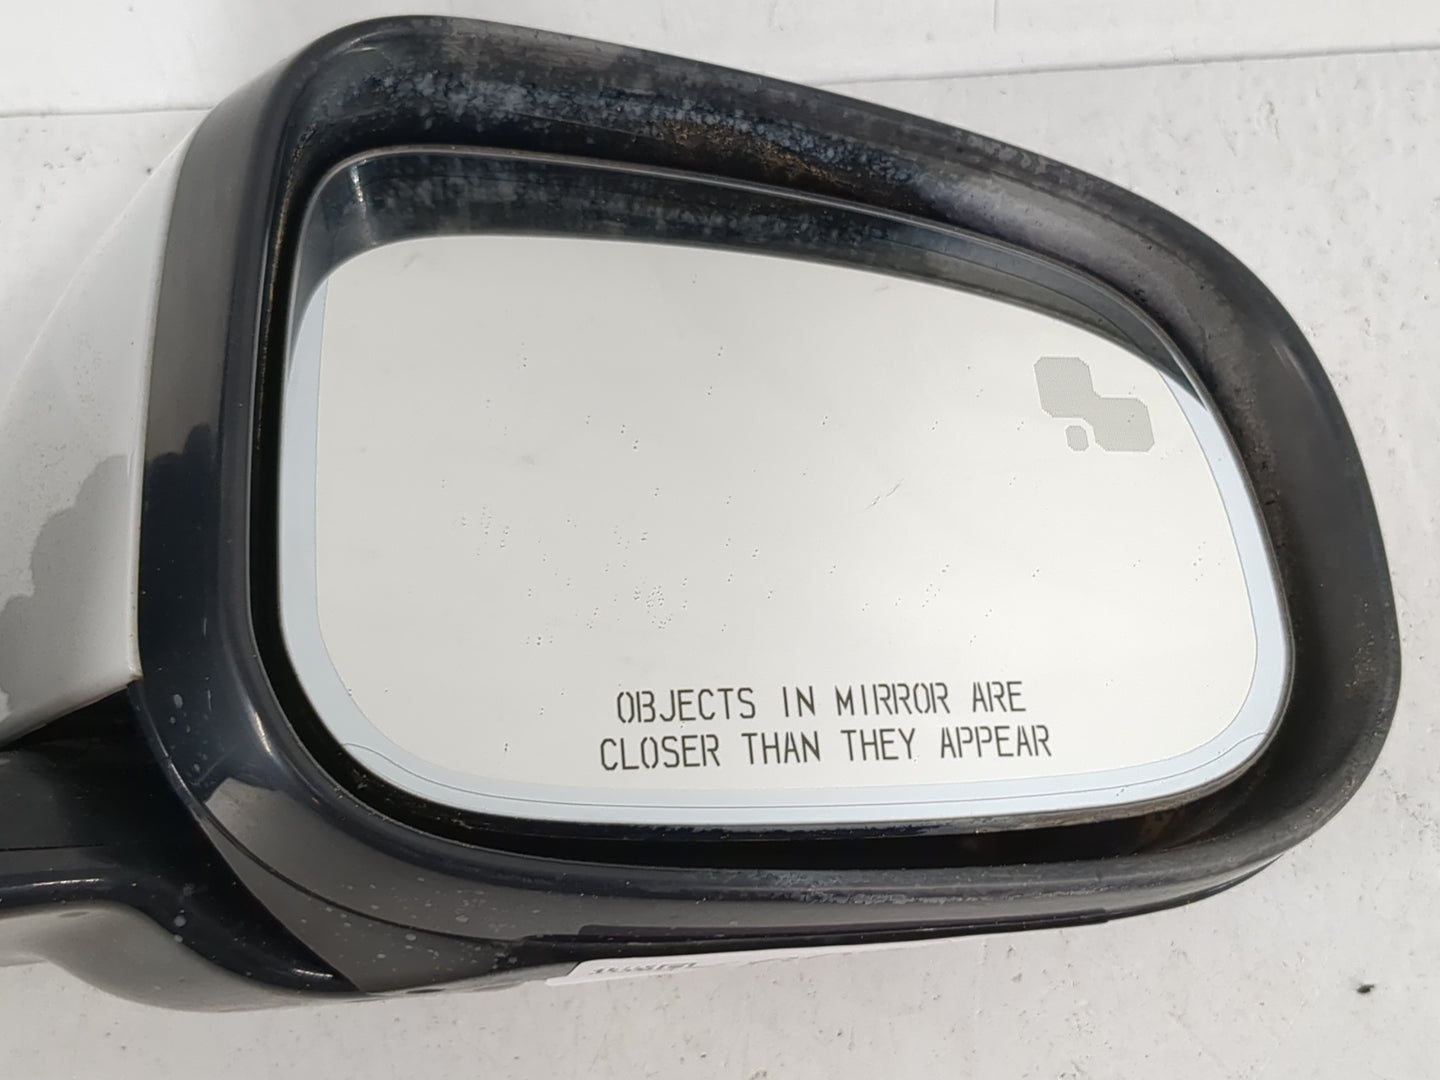 OBJECTS IN MIRROR ARE
CLOSER THAN THEY APPEAR